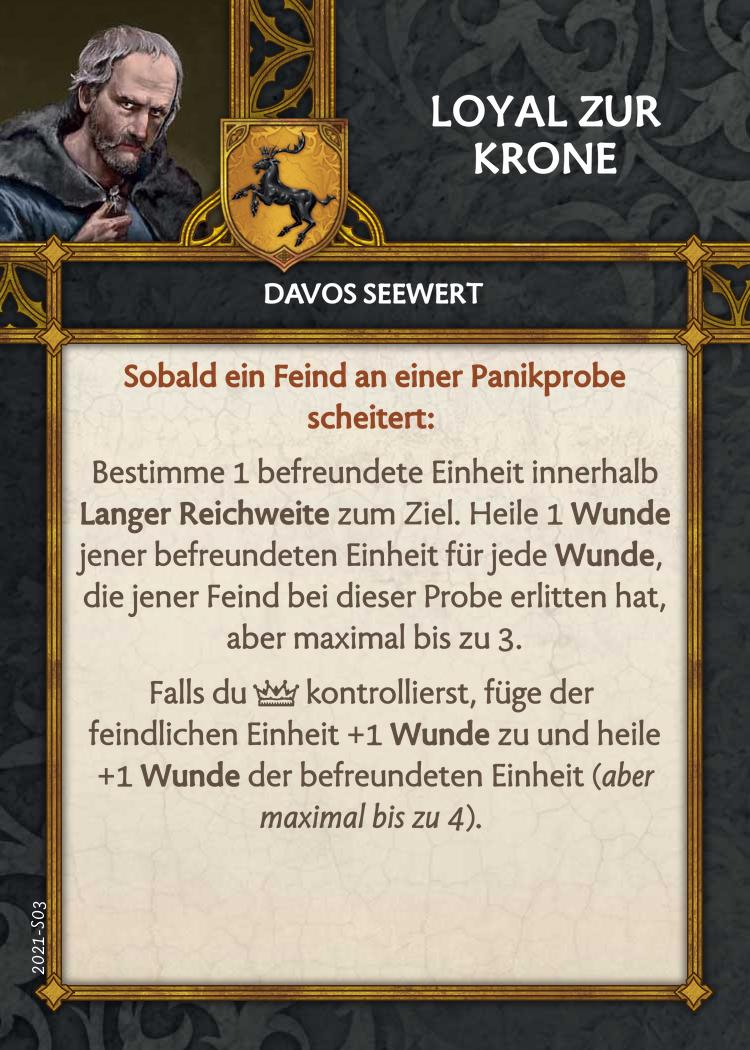 LOYAL ZUR
KRONE
DAVOS SEEWERT
Sobald ein Feind an einer Panikprobe
scheitert:
Bestimme 1 befreundete Einheit innerhalb
Langer Reichweite zum Ziel. Heile 1 Wunde
jener befreundeten Einheit für jede Wunde,
die jener Feind bei dieser Probe erlitten hat,
aber maximal bis zu 3.
Falls du kontrollierst, füge der
feindlichen Einheit +1 Wunde zu und heile
+1 Wunde der befreundeten Einheit (aber
maximal bis zu 4).
2021-S03